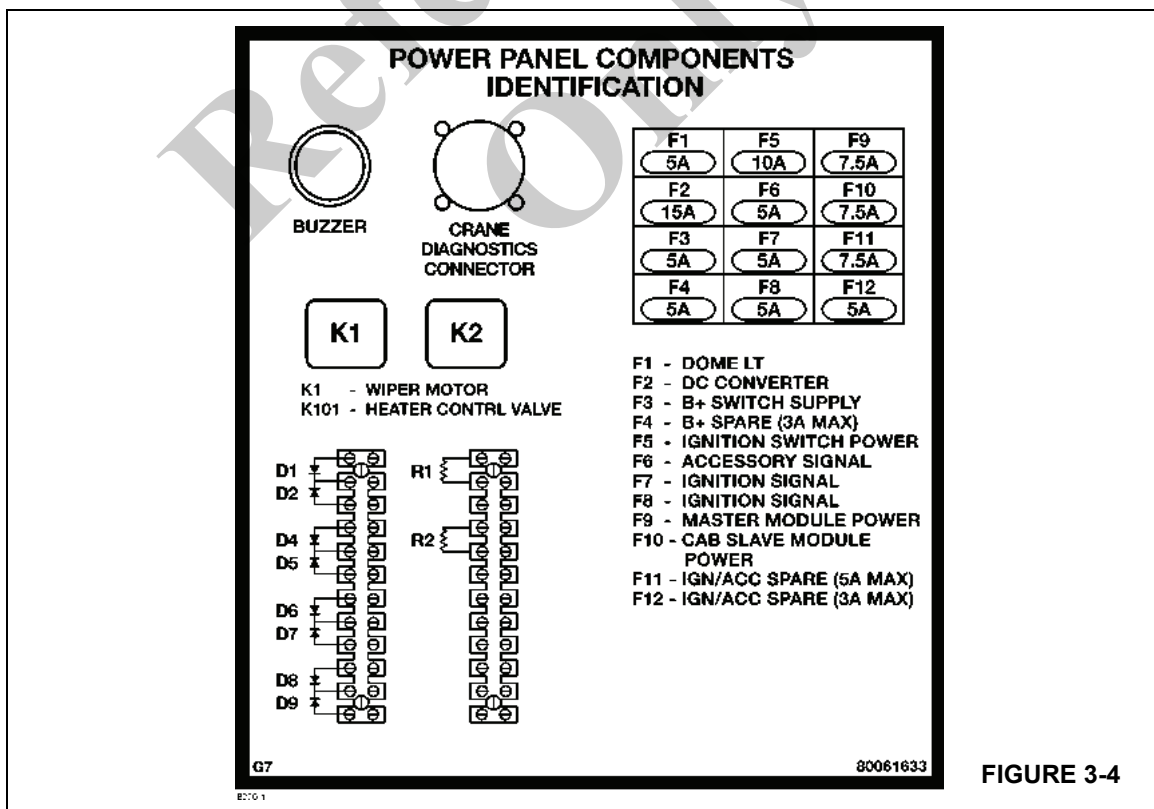 POWER PANEL COMPONENTS
IDENTIFICATION
BUZZER
CRANE
DIAGNOSTICS
CONNECTOR
F1 F5 F9
5A 10A 7.5A
F2 F6 F10
15A 5A 7.5A
F3 F7 F11
5A 5A 7.5A
F4 F8 F12
5A 5A 5A
K1 K2
K1 - WIPER MOTOR
K101 - HEATER CONTRL VALVE
F1 - DOME LT
F2 - DC CONVERTER
F3 - B+ SWITCH SUPPLY
F4 - B+ SPARE (3A MAX)
F5 - IGNITION SWITCH POWER
F6 - ACCESSORY SIGNAL
F7 - IGNITION SIGNAL
F8 - IGNITION SIGNAL
F9 - MASTER MODULE POWER
F10 - CAB SLAVE MODULE
POWER
F11 - IGN/ACC SPARE (5A MAX)
F12 - IGN/ACC SPARE (3A MAX)
D1
D2
D4
D5
D6
D7
D8
D9
R1
R2
G7
80061633
FIGURE 3-4
Only